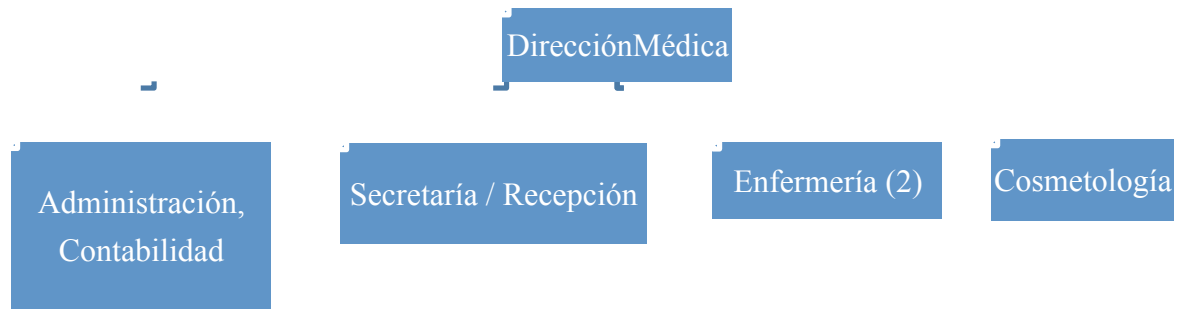 DirecciónMédica
Administración,
Contabilidad
Secretaría / Recepción
Enfermería (2)
Cosmetología